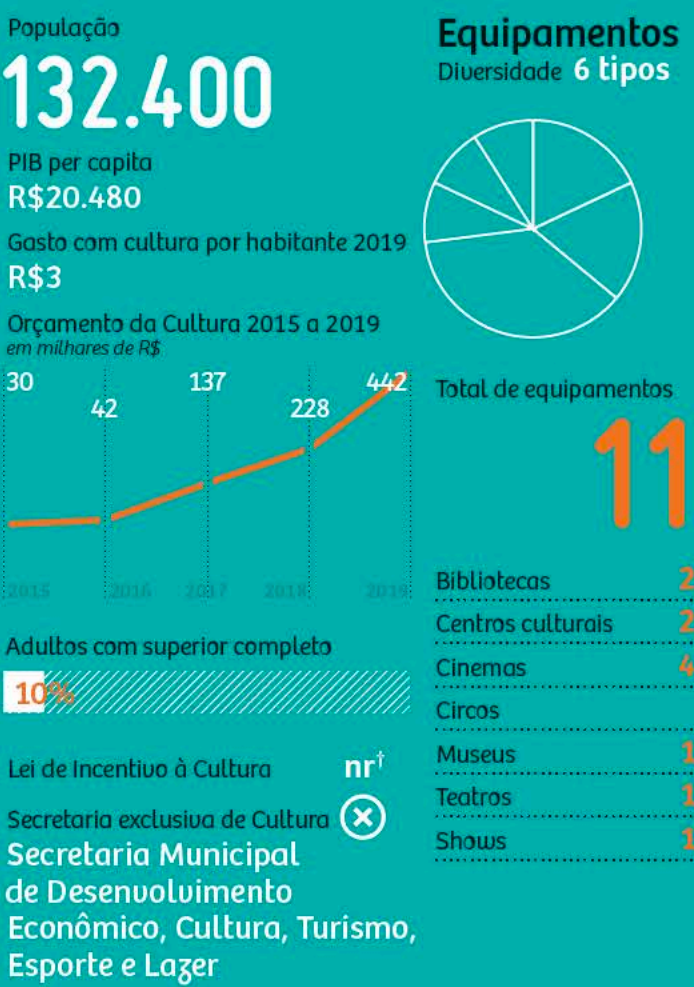 População
132.400
PIB per capita
R$20.480
Gasto com cultura por habitante 2019
R$3
Orçamento da Cultura 2015 a 2019
em milhares de R$
30
42
137
228
442
2015
2016
2017
2018
2019
Adultos com superior completo
10%
Lei de Incentivo à Cultura nr†
Secretaria exclusiva de Cultura
Secretaria Municipal
de Desenvolvimento
Econômico, Cultura, Turismo,
Esporte e Lazer
Equipamentos
Diversidade 6 tipos
Total de equipamentos
11
Bibliotecas 2
Centros culturais 2
Cinemas 4
Circos
Museus 1
Teatros 1
Shows 1